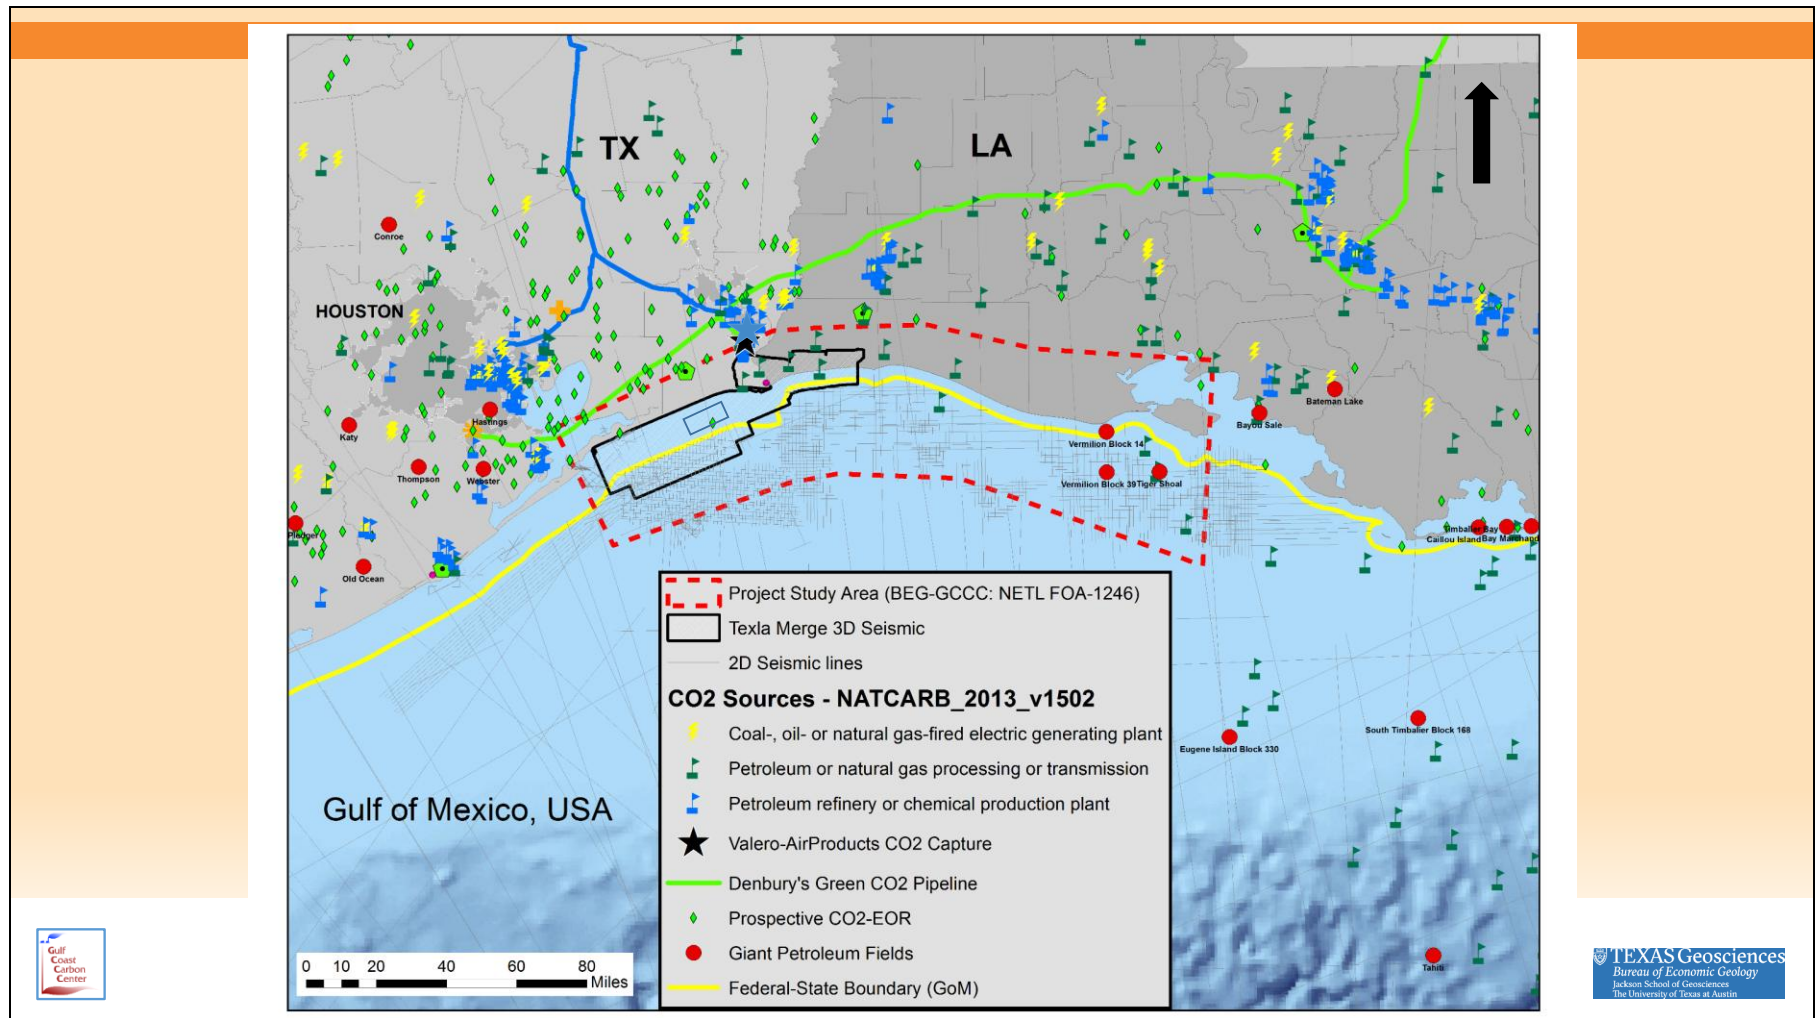 TX
LA
Conroe
HOUSTON
Hastings
Katy
Thompson
Webster
Pledger
Old Ocean
Bateman Lake
Bayou Sale
Vermilion Block 14
Vermilion Block 39
Tiger Shoal
Timbalier Bay
Caillou Island
Bay Marchand
Eugene Island Block 330
South Timbalier Block 168
Tahiti
Gulf of Mexico, USA
Project Study Area (BEG-GCCC: NETL FOA-1246)
Texla Merge 3D Seismic
2D Seismic lines
CO2 Sources - NATCARB_2013_v1502
Coal-, oil- or natural gas-fired electric generating plant
Petroleum or natural gas processing or transmission
Petroleum refinery or chemical production plant
Valero-AirProducts CO2 Capture
Denbury's Green CO2 Pipeline
Prospective CO2-EOR
Giant Petroleum Fields
Federal-State Boundary (GoM)
0 10 20 40 60 80
Miles
Gulf
Coast
Carbon
Center
TEXAS Geosciences
Bureau of Economic Geology
Jackson School of Geosciences
The University of Texas at Austin